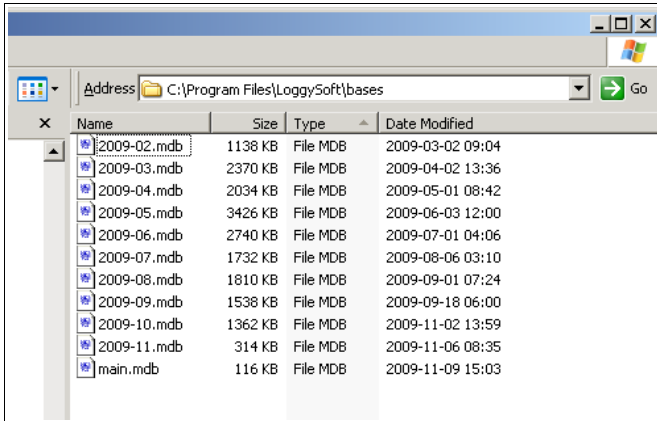 Address C:\Program Files\LoggySoft\bases Go
Name Size Type Date Modified
2009-02.mdb 1138 KB File MDB 2009-03-02 09:04
2009-03.mdb 2370 KB File MDB 2009-04-02 13:36
2009-04.mdb 2034 KB File MDB 2009-05-01 08:42
2009-05.mdb 3426 KB File MDB 2009-06-03 12:00
2009-06.mdb 2740 KB File MDB 2009-07-01 04:06
2009-07.mdb 1732 KB File MDB 2009-08-06 03:10
2009-08.mdb 1810 KB File MDB 2009-09-01 07:24
2009-09.mdb 1538 KB File MDB 2009-09-18 06:00
2009-10.mdb 1362 KB File MDB 2009-11-02 13:59
2009-11.mdb 314 KB File MDB 2009-11-06 08:35
main.mdb 116 KB File MDB 2009-11-09 15:03